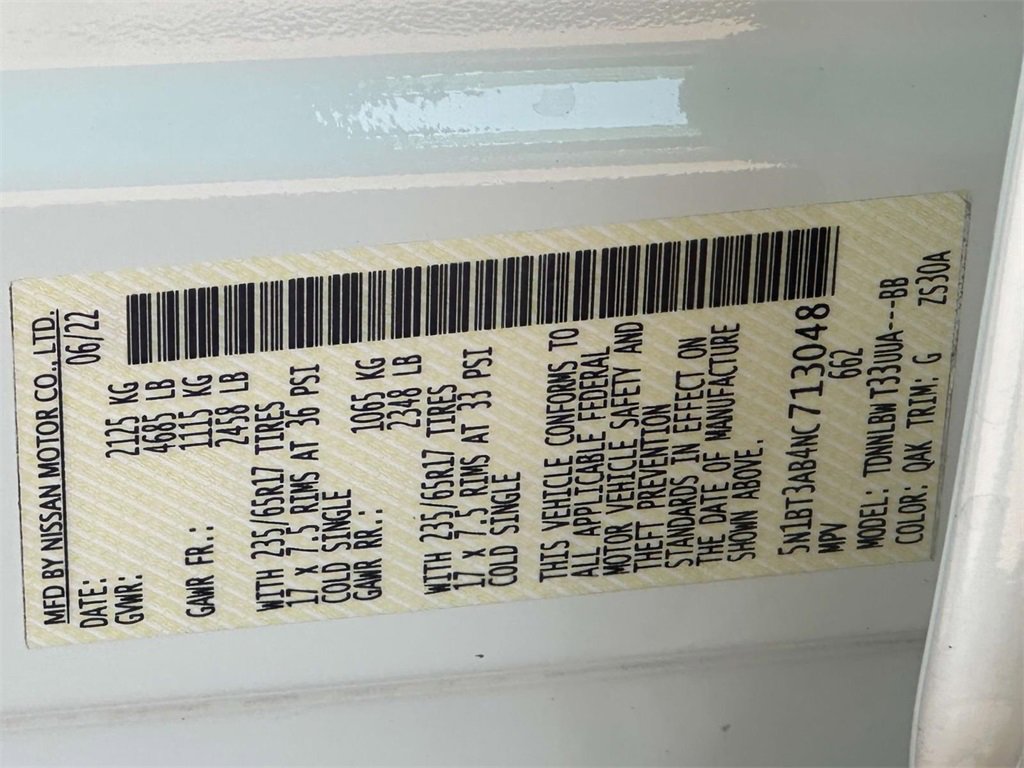 MFD BY NISSAN MOTOR CO., LTD.
DATE: 06/22
GVWR: 2125 KG
4685 LB
GAWR FR.: 1115 KG
2458 LB
WITH 235/65R17 TIRES
17 x 7.5 RIMS AT 36 PSI
COLD SINGLE
GAWR RR.: 1065 KG
2348 LB
WITH 235/65R17 TIRES
17 x 7.5 RIMS AT 33 PSI
COLD SINGLE
THIS VEHICLE CONFORMS TO
ALL APPLICABLE FEDERAL
MOTOR VEHICLE SAFETY AND
THEFT PREVENTION
STANDARDS IN EFFECT ON
THE DATE OF MANUFACTURE
SHOWN ABOVE.
5N1BT3AB4NC713048
MPV 662
MODEL: TDNNLBW T33UUA---BB
COLOR: QAK TRIM: G ZS30A